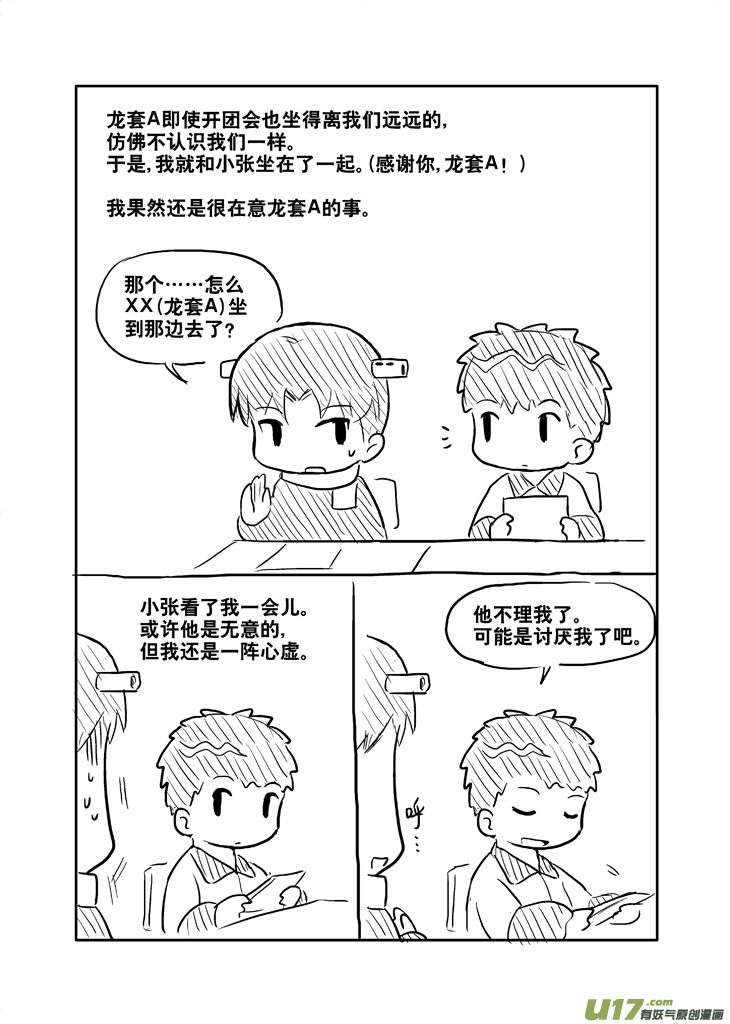 龙套A即使开团会也坐得离我们远远的,
仿佛不认识我们一样。
于是,我就和小张坐在了一起。(感谢你,龙套A!)
我果然还是很在意龙套A的事。
那个……怎么
XX(龙套A)坐
到那边去了?
小张看了我一会儿。
或许他是无意的,
但我还是一阵心虚。
他不理我了。
可能是讨厌我了吧。
呼…
U17.com
有妖气原创漫画